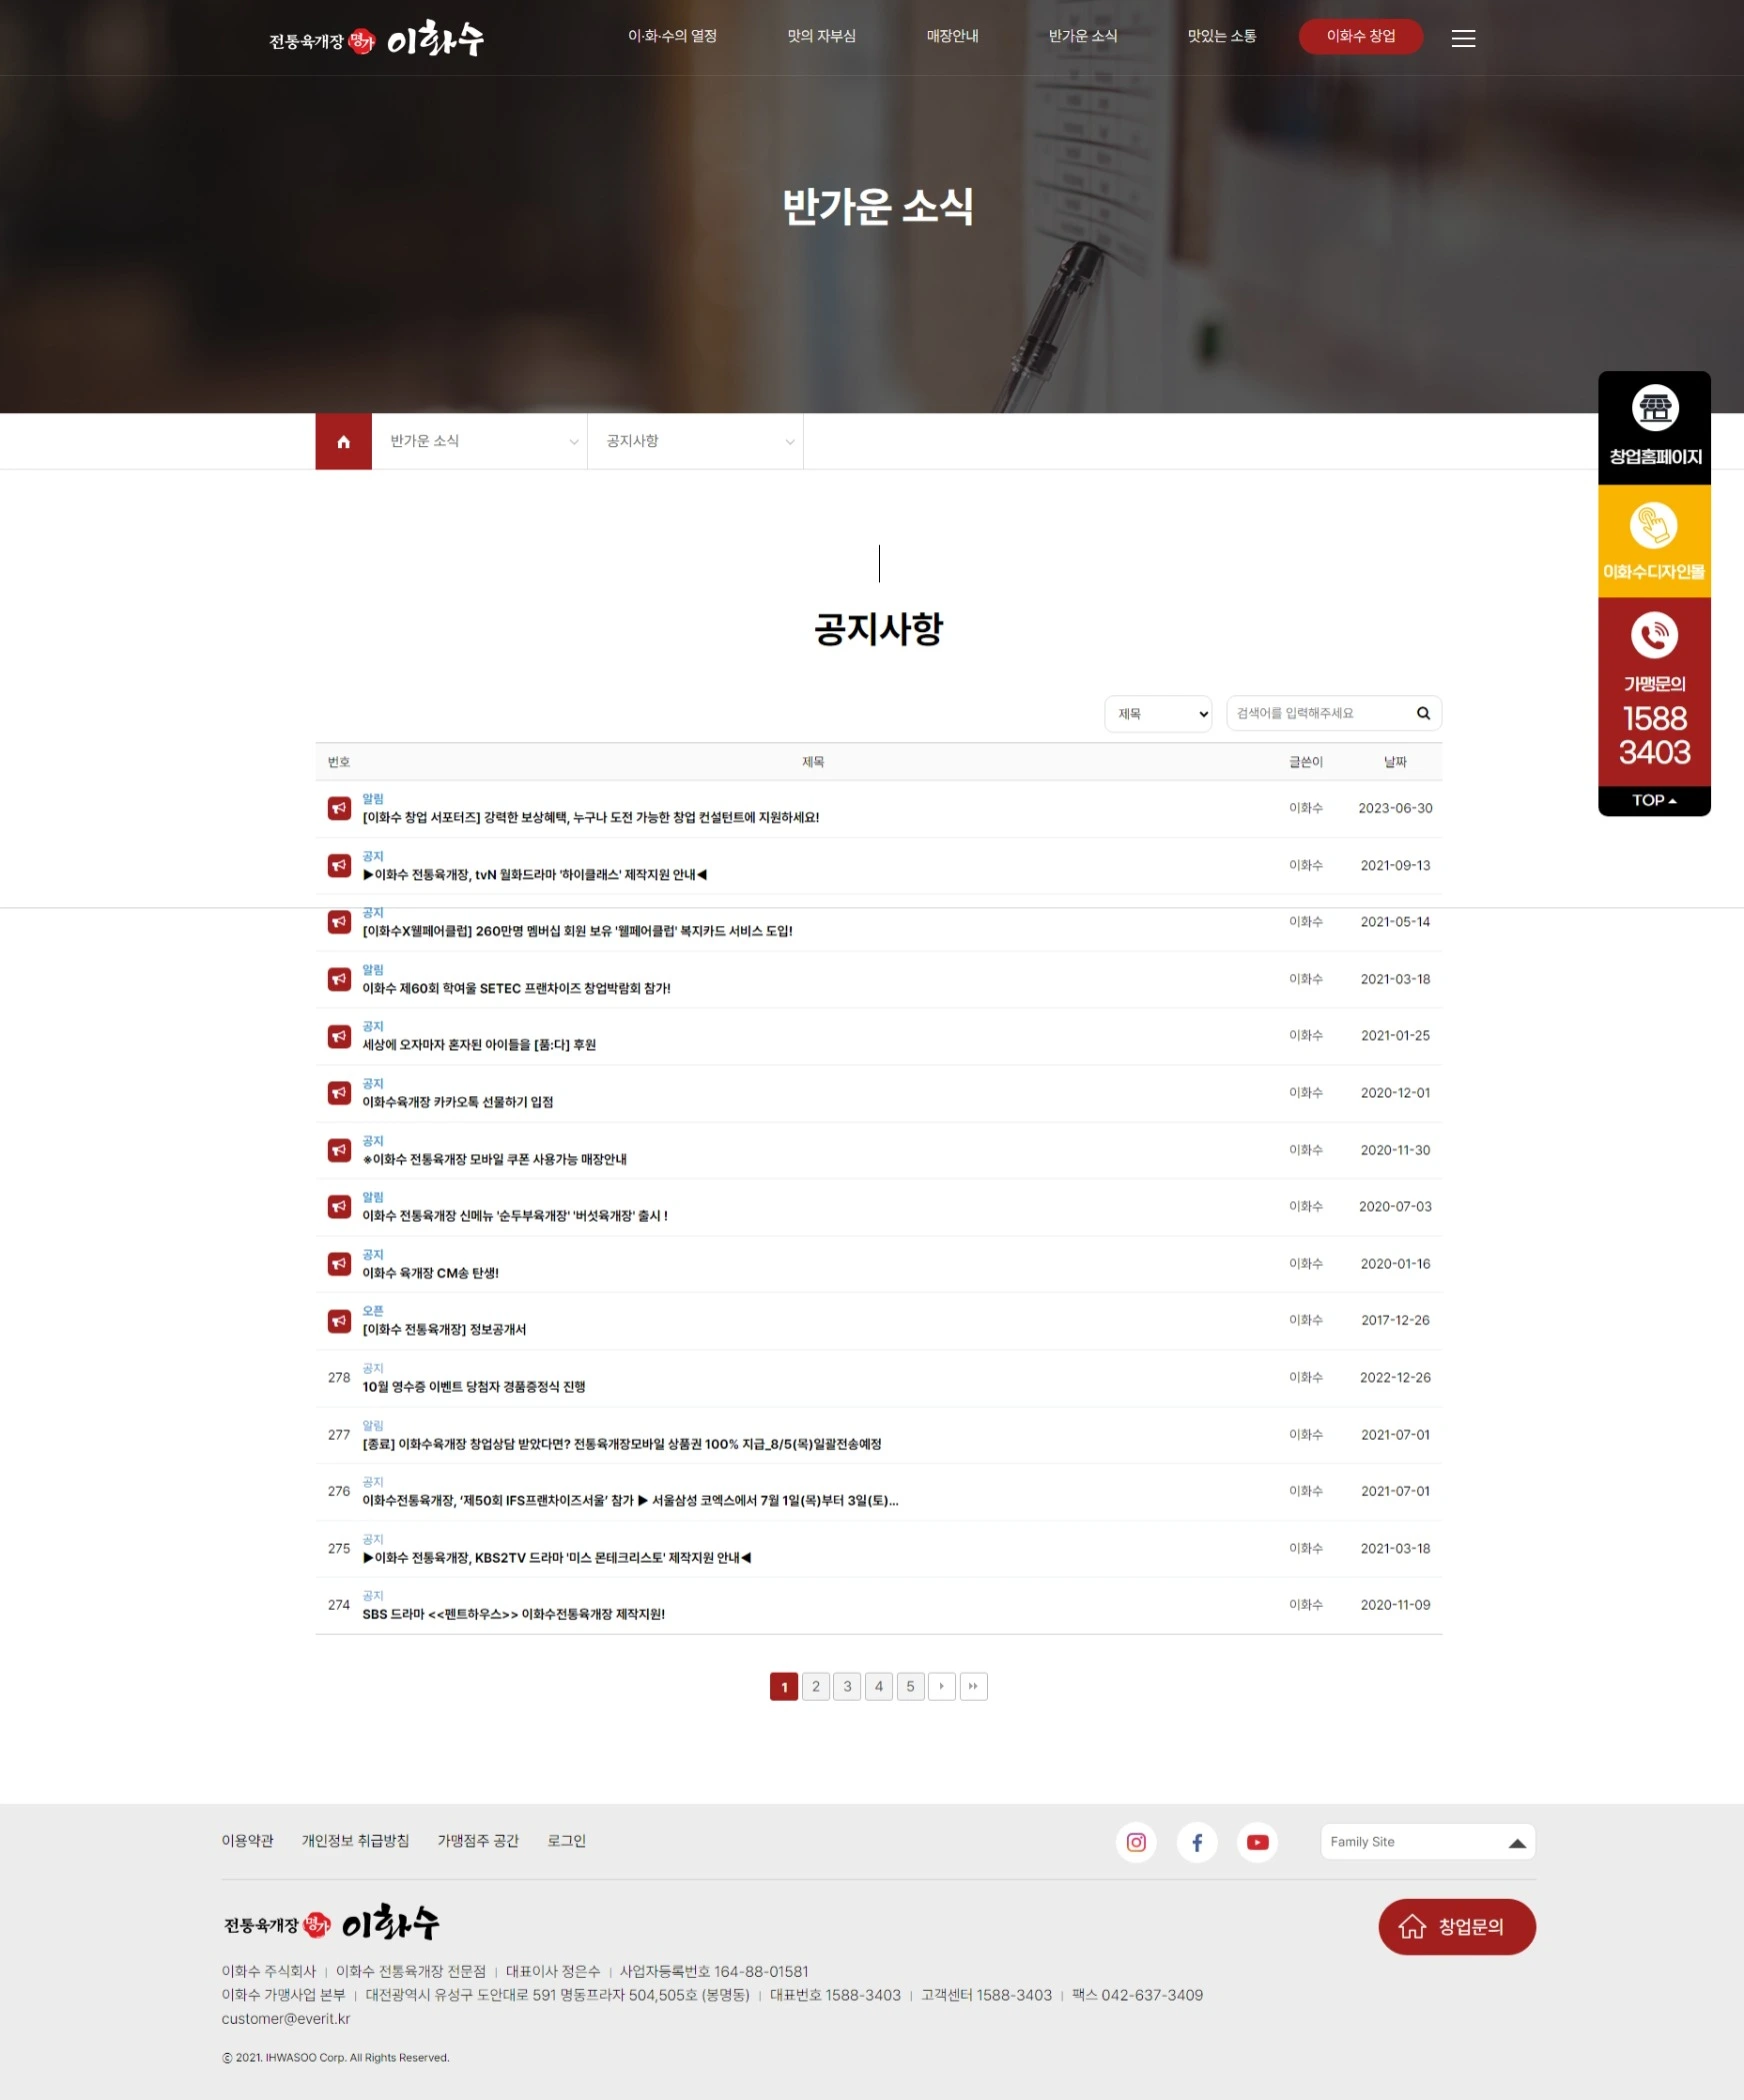 전통육개장 명가 이화수
이·화·수의 열정 맛의 자부심 매장안내 반가운 소식 맛있는 소통 이화수 창업
반가운 소식
반가운 소식 공지사항
창업홈페이지
이화수디자인몰
가맹문의
1588
3403
TOP
공지사항
제목 검색어를 입력해주세요
번호 제목 글쓴이 날짜
알림
[이화수 창업 서포터즈] 강력한 보상혜택, 누구나 도전 가능한 창업 컨설턴트에 지원하세요! 이화수 2023-06-30
공지
▶이화수 전통육개장, tvN 월화드라마 '하이클래스' 제작지원 안내◀ 이화수 2021-09-13
공지
[이화수X웰페어클럽] 260만명 멤버십 회원 보유 '웰페어클럽' 복지카드 서비스 도입! 이화수 2021-05-14
알림
이화수 제60회 학여울 SETEC 프랜차이즈 창업박람회 참가! 이화수 2021-03-18
공지
세상에 오자마자 혼자된 아이들을 [품:다] 후원 이화수 2021-01-25
공지
이화수육개장 카카오톡 선물하기 입점 이화수 2020-12-01
공지
※이화수 전통육개장 모바일 쿠폰 사용가능 매장안내 이화수 2020-11-30
알림
이화수 전통육개장 신메뉴 '순두부육개장' '버섯육개장' 출시 ! 이화수 2020-07-03
공지
이화수 육개장 CM송 탄생! 이화수 2020-01-16
오픈
[이화수 전통육개장] 정보공개서 이화수 2017-12-26
공지
278 10월 영수증 이벤트 당첨자 경품증정식 진행 이화수 2022-12-26
알림
277 [종료] 이화수육개장 창업상담 받았다면? 전통육개장모바일 상품권 100% 지급_8/5(목)일괄전송예정 이화수 2021-07-01
공지
276 이화수전통육개장, ‘제50회 IFS프랜차이즈서울’ 참가 ▶ 서울삼성 코엑스에서 7월 1일(목)부터 3일(토)... 이화수 2021-07-01
공지
275 ▶이화수 전통육개장, KBS2TV 드라마 '미스 몬테크리스토' 제작지원 안내◀ 이화수 2021-03-18
공지
274 SBS 드라마 <<펜트하우스>> 이화수전통육개장 제작지원! 이화수 2020-11-09
1 2 3 4 5
이용약관 개인정보 취급방침 가맹점주 공간 로그인 Family Site
전통육개장 명가 이화수 창업문의
이화수 주식회사 | 이화수 전통육개장 전문점 | 대표이사 정은수 | 사업자등록번호 164-88-01581
이화수 가맹사업 본부 | 대전광역시 유성구 도안대로 591 명동프라자 504,505호 (봉명동) | 대표번호 1588-3403 | 고객센터 1588-3403 | 팩스 042-637-3409
customer@everit.kr
ⓒ 2021. IHWASOO Corp. All Rights Reserved.